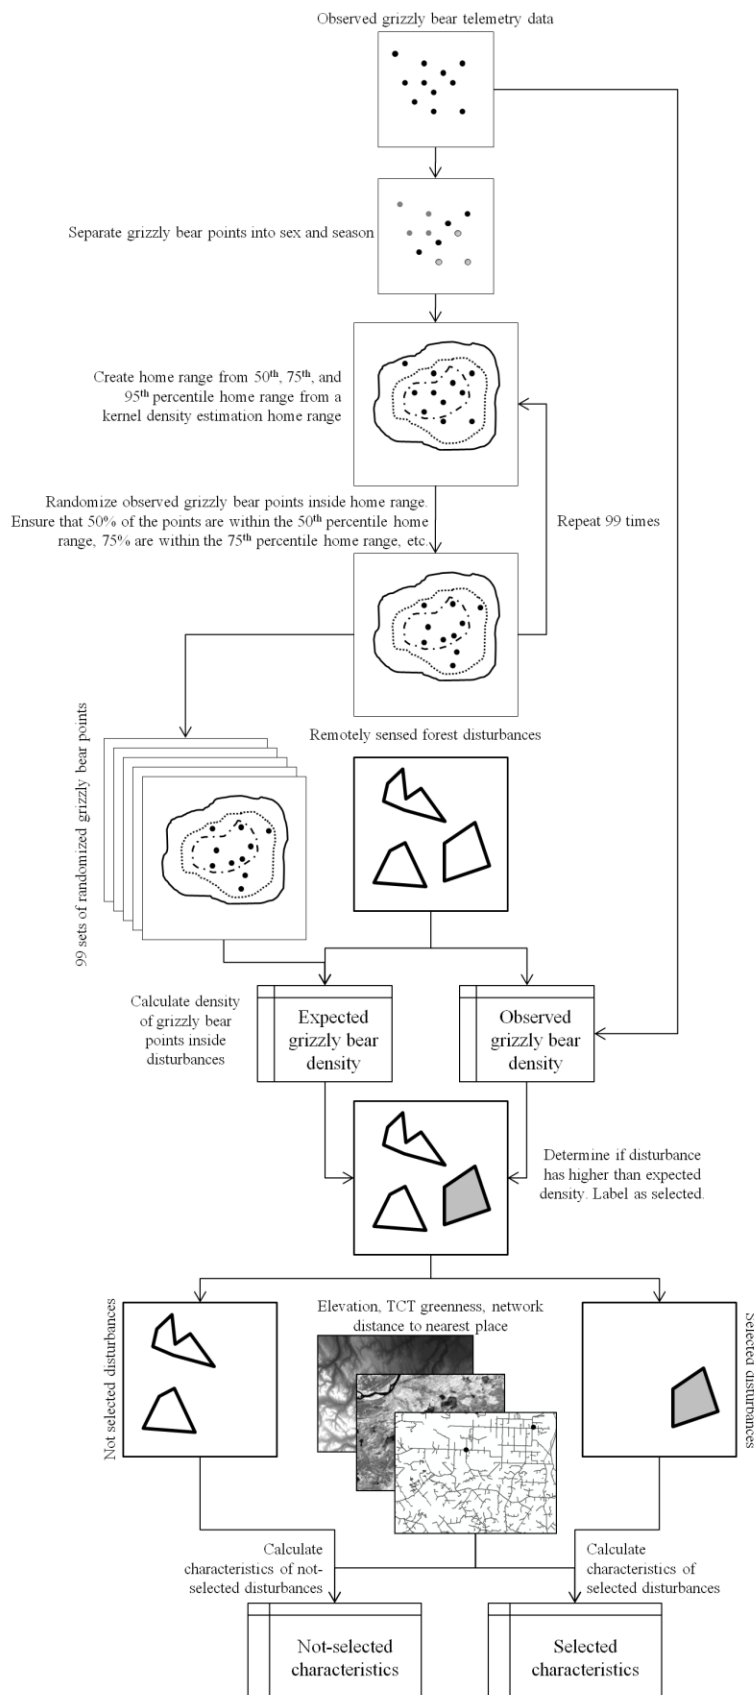 Observed grizzly bear telemetry data
Separate grizzly bear points into sex and season
Create home range from 50th, 75th, and
95th percentile home range from a
kernel density estimation home range
Randomize observed grizzly bear points inside home range.
Ensure that 50% of the points are within the 50th percentile home
range, 75% are within the 75th percentile home range, etc.
Repeat 99 times
99 sets of randomized grizzly bear points
Remotely sensed forest disturbances
Calculate density
of grizzly bear
points inside
disturbances
Expected
grizzly bear
density
Observed
grizzly bear
density
Determine if disturbance
has higher than expected
density. Label as selected.
Not selected disturbances
Elevation, TCT greenness, network
distance to nearest place
Selected disturbances
Calculate
characteristics of not-
selected disturbances
Calculate
characteristics of
selected disturbances
Not-selected
characteristics
Selected
characteristics